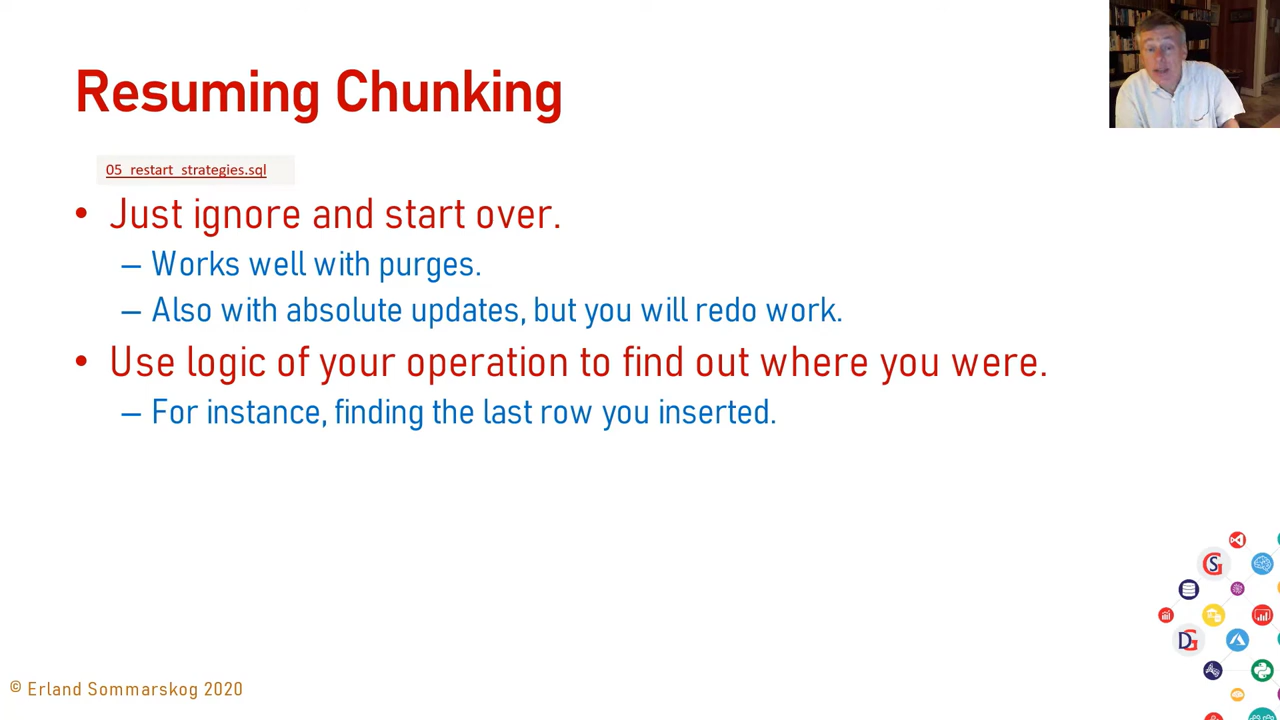 Resuming Chunking
05_restart_strategies.sql
• Just ignore and start over.
– Works well with purges.
– Also with absolute updates, but you will redo work.
• Use logic of your operation to find out where you were.
– For instance, finding the last row you inserted.
© Erland Sommarskog 2020